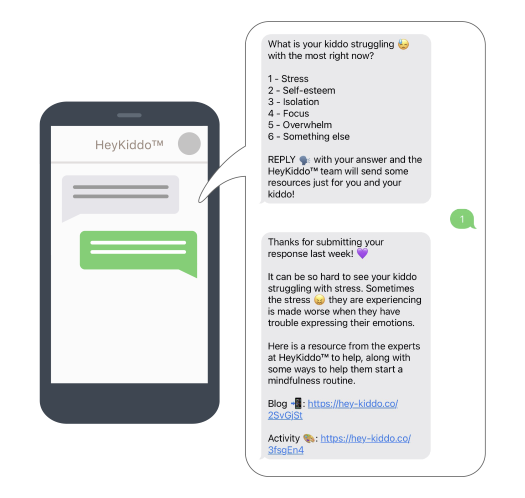 HeyKiddo™
What is your kiddo struggling 😓
with the most right now?
1 - Stress
2 - Self-esteem
3 - Isolation
4 - Focus
5 - Overwhelm
6 - Something else
REPLY 🗣️ with your answer and the
HeyKiddo™ team will send some
resources just for you and your
kiddo!
1
Thanks for submitting your
response last week! 💜
It can be so hard to see your kiddo
struggling with stress. Sometimes
the stress 😖 they are experiencing
is made worse when they have
trouble expressing their emotions.
Here is a resource from the experts
at HeyKiddo™ to help, along with
some ways to help them start a
mindfulness routine.
Blog 📲: https://hey-kiddo.co/
2SvGjSt
Activity 🎨: https://hey-kiddo.co/
3fsgEn4